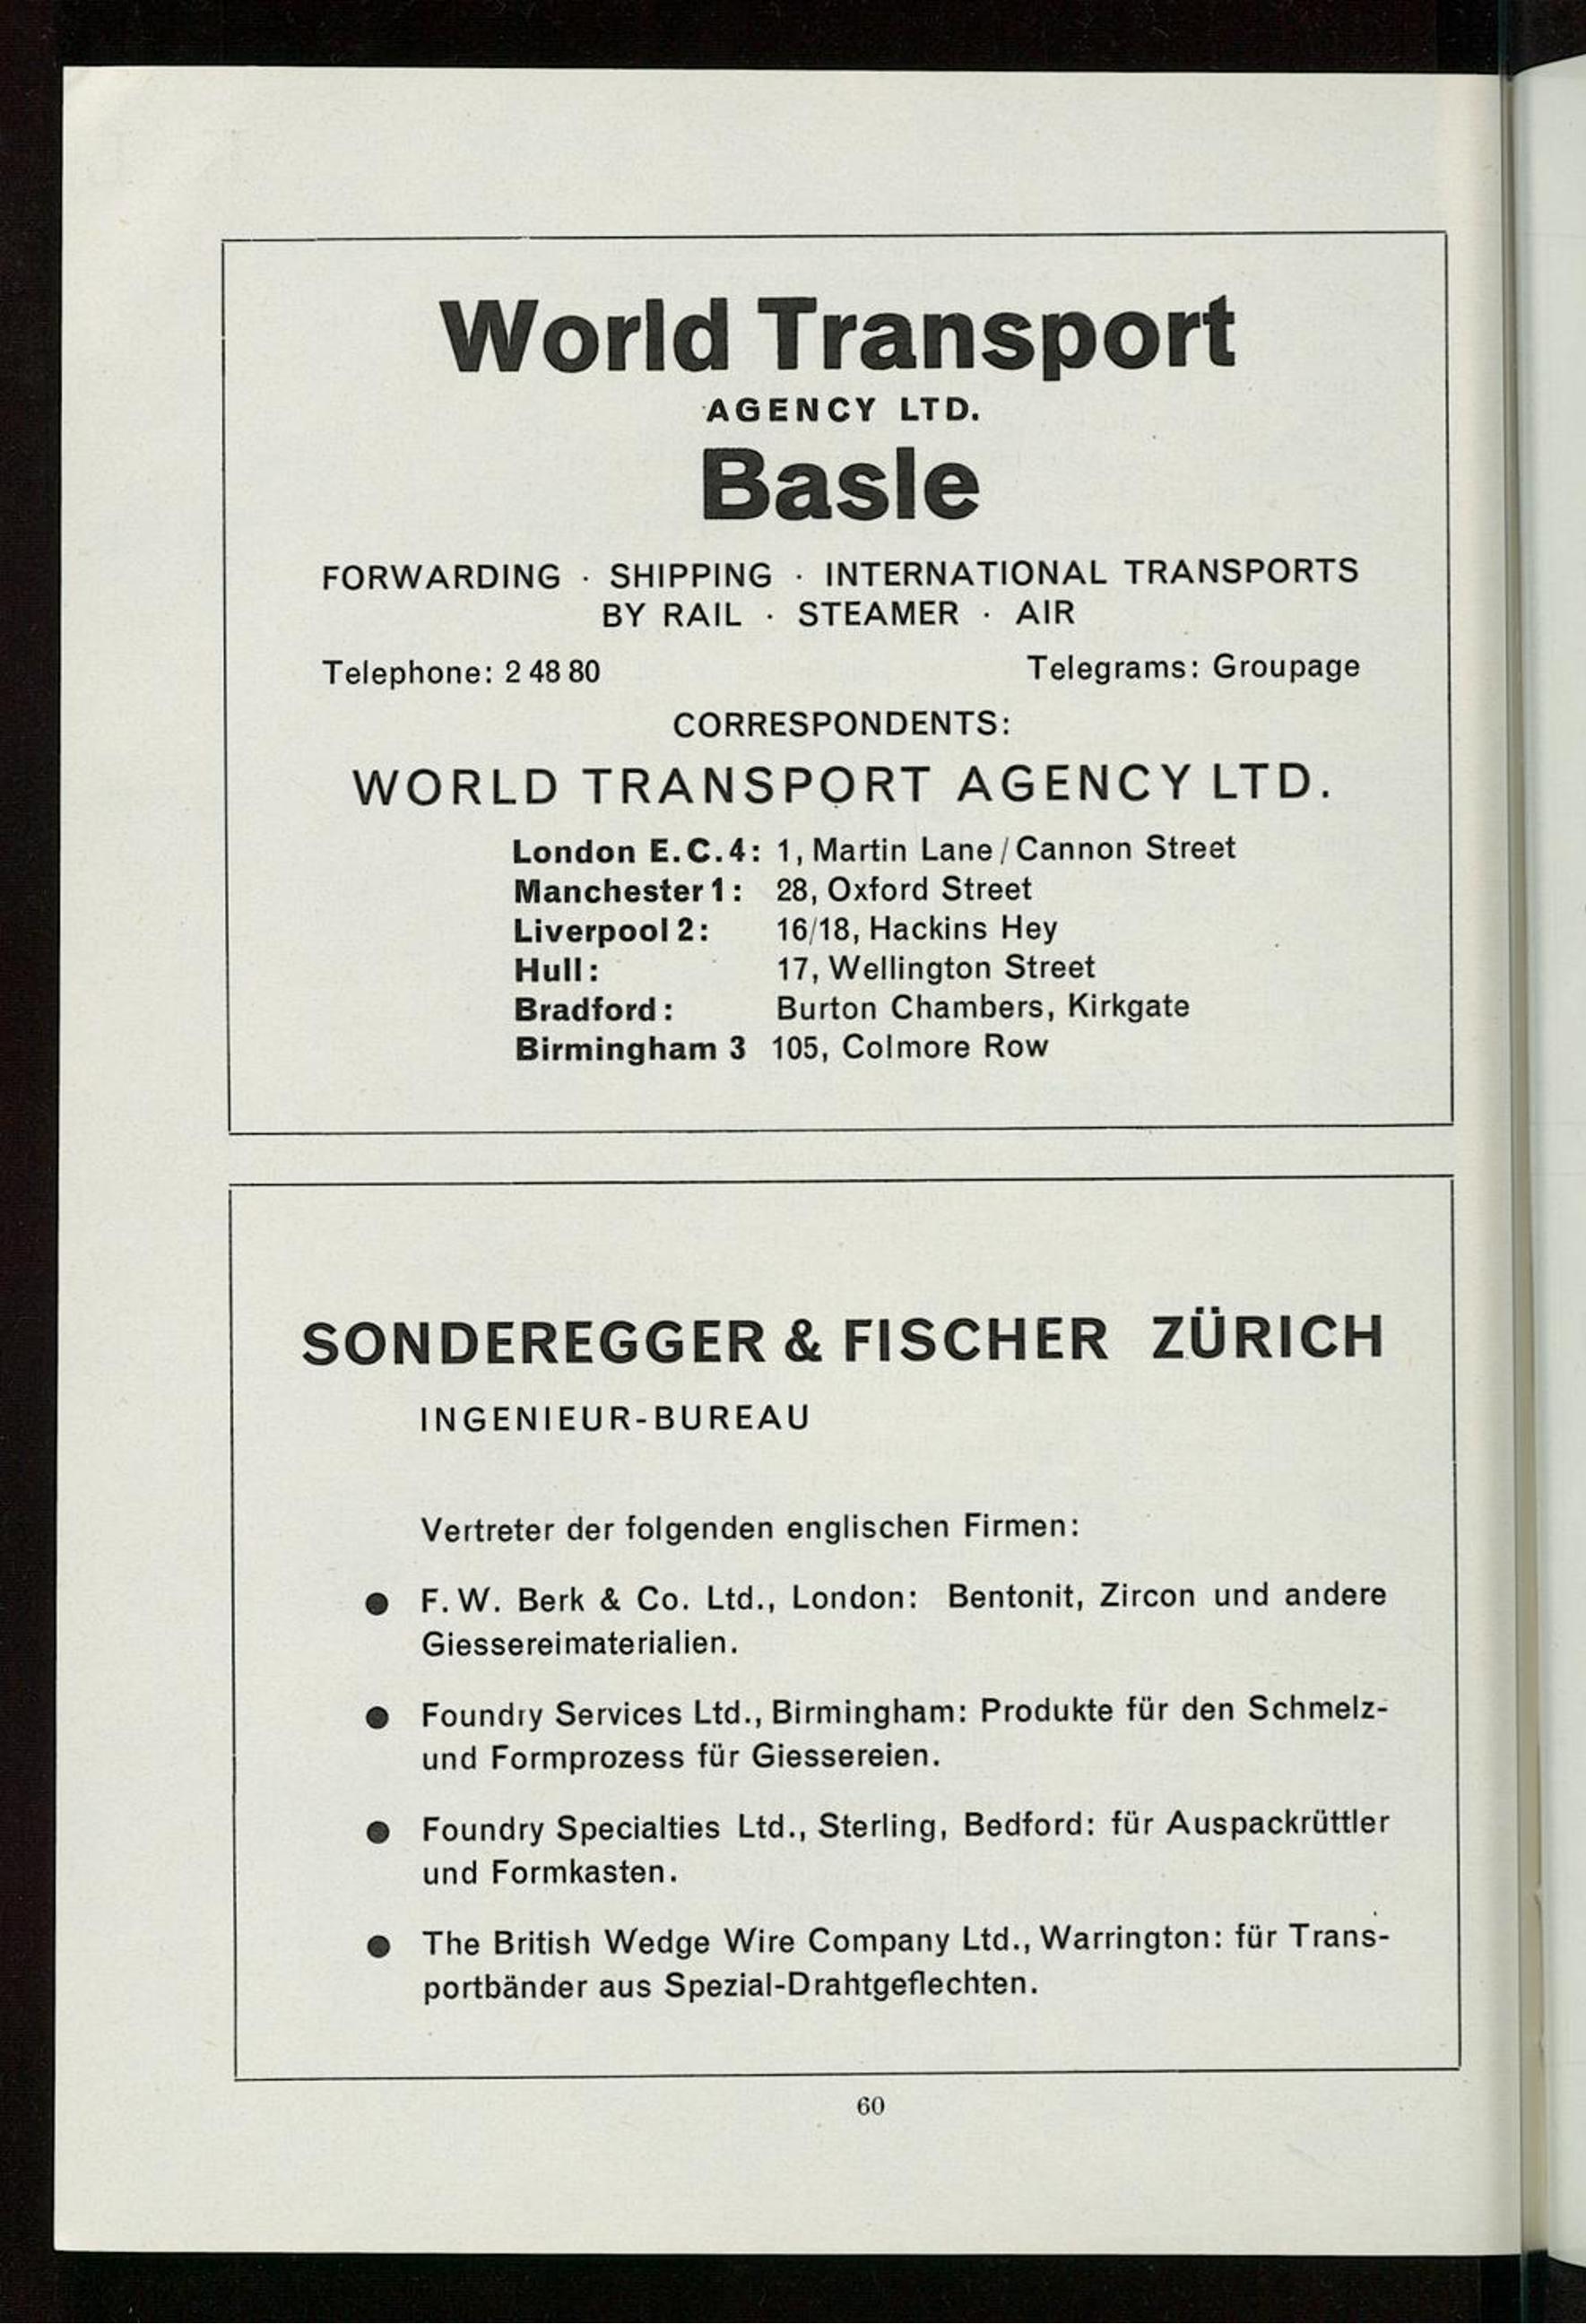 World Transport
AGENCY LTD.
Basle
FORWARDING · SHIPPING · INTERNATIONAL TRANSPORTS
BY RAIL · STEAMER · AIR
Telephone: 2 48 80 Telegrams: Groupage
CORRESPONDENTS:
WORLD TRANSPORT AGENCY LTD.
London E.C.4: 1, Martin Lane / Cannon Street
Manchester 1: 28, Oxford Street
Liverpool 2: 16/18, Hackins Hey
Hull: 17, Wellington Street
Bradford: Burton Chambers, Kirkgate
Birmingham 3 105, Colmore Row
SONDEREGGER & FISCHER ZÜRICH
INGENIEUR-BUREAU
Vertreter der folgenden englischen Firmen:
● F. W. Berk & Co. Ltd., London: Bentonit, Zircon und andere
Giessereimaterialien.
● Foundry Services Ltd., Birmingham: Produkte für den Schmelz-
und Formprozess für Giessereien.
● Foundry Specialties Ltd., Sterling, Bedford: für Auspackrüttler
und Formkasten.
● The British Wedge Wire Company Ltd., Warrington: für Trans-
portbänder aus Spezial-Drahtgeflechten.
60